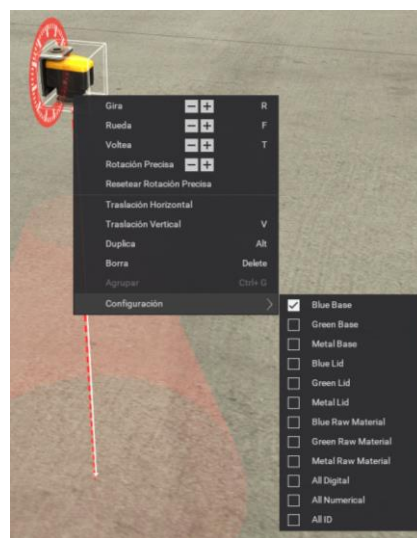 Gira R
Rueda F
Voltea T
Rotación Precisa
Resetear Rotación Precisa
Traslación Horizontal
Traslación Vertical V
Duplica Alt
Borra Delete
Agrupar Ctrl+ G
Configuración
Blue Base
Green Base
Metal Base
Blue Lid
Green Lid
Metal Lid
Blue Raw Material
Green Raw Material
Metal Raw Material
All Digital
All Numerical
All ID